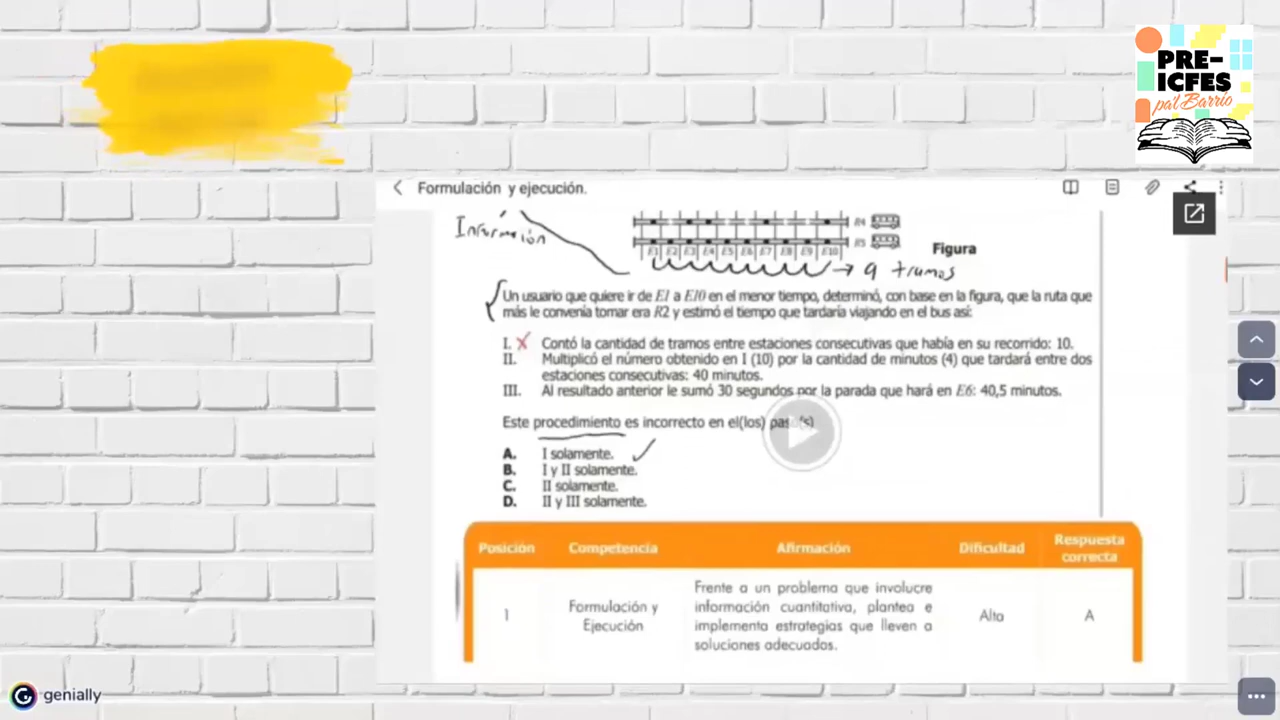 PRE-
ICFES
pa'l Barrio
Formulación y ejecución.
Información
R4
R5
E1 E2 E3 E4 E5 E6 E7 E8 E9 E10
Figura
→ 9 tramos
Un usuario que quiere ir de E1 a E10 en el menor tiempo, determinó, con base en la figura, que la ruta que
más le convenía tomar era R2 y estimó el tiempo que tardaría viajando en el bus así:
I. X Contó la cantidad de tramos entre estaciones consecutivas que había en su recorrido: 10.
II. Multiplicó el número obtenido en I (10) por la cantidad de minutos (4) que tardará entre dos
estaciones consecutivas: 40 minutos.
III. Al resultado anterior le sumó 30 segundos por la parada que hará en E6: 40,5 minutos.
Este procedimiento es incorrecto en el(los) paso(s)
A. I solamente. ✓
B. I y II solamente.
C. II solamente.
D. II y III solamente.
Posición Competencia Afirmación Dificultad Respuesta
correcta
1 Formulación y
Ejecución
Frente a un problema que involucre
información cuantitativa, plantea e
implementa estrategias que lleven a
soluciones adecuadas.
Alta A
genially